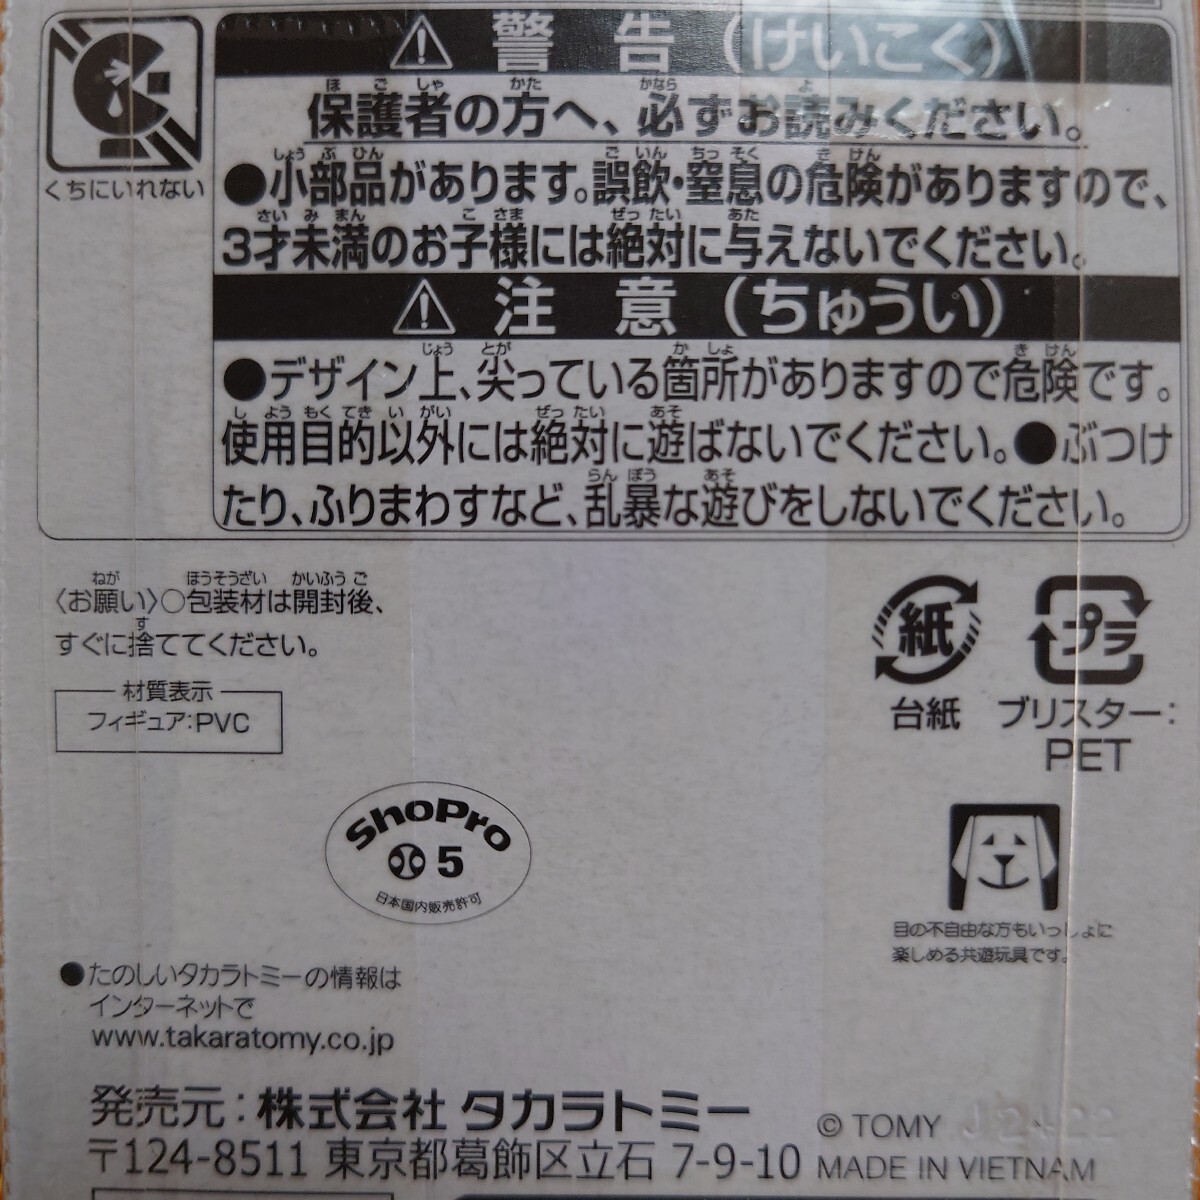 警告(けいこく)
保護者の方へ、必ずお読みください。
くちにいれない
●小部品があります。誤飲・窒息の危険がありますので、
3才未満のお子様には絶対に与えないでください。
注意(ちゅうい)
●デザイン上、尖っている箇所がありますので危険です。
使用目的以外には絶対に遊ばないでください。●ぶつけ
たり、ふりまわすなど、乱暴な遊びをしないでください。
〈お願い〉○包装材は開封後、
すぐに捨ててください。
材質表示
フィギュア:PVC
紙
台紙
プラ
ブリスター:
PET
ShoPro
5
日本国内販売許可
目の不自由な方もいっしょに
楽しめる共遊玩具です。
●たのしいタカラトミーの情報は
インターネットで
www.takaratomy.co.jp
発売元:株式会社 タカラトミー
〒124-8511 東京都葛飾区立石 7-9-10
© TOMY
MADE IN VIETNAM